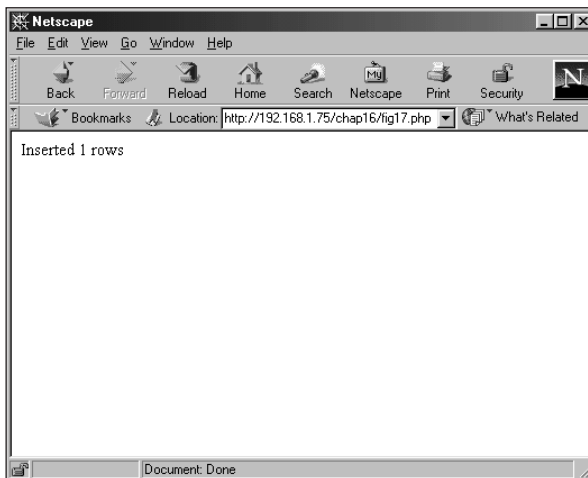 Netscape
File Edit View Go Window Help
Back Forward Reload Home Search Netscape Print Security N
My
Bookmarks Location: http://192.168.1.75/chap16/fig17.php What's Related
Inserted 1 rows
Document: Done